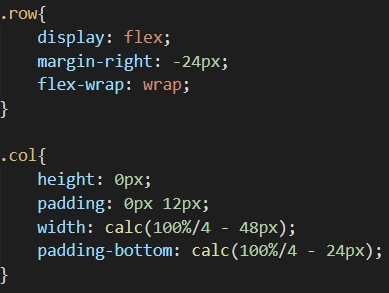 .row{
display: flex;
margin-right: -24px;
flex-wrap: wrap;
}
.col{
height: 0px;
padding: 0px 12px;
width: calc(100%/4 - 48px);
padding-bottom: calc(100%/4 - 24px);
}